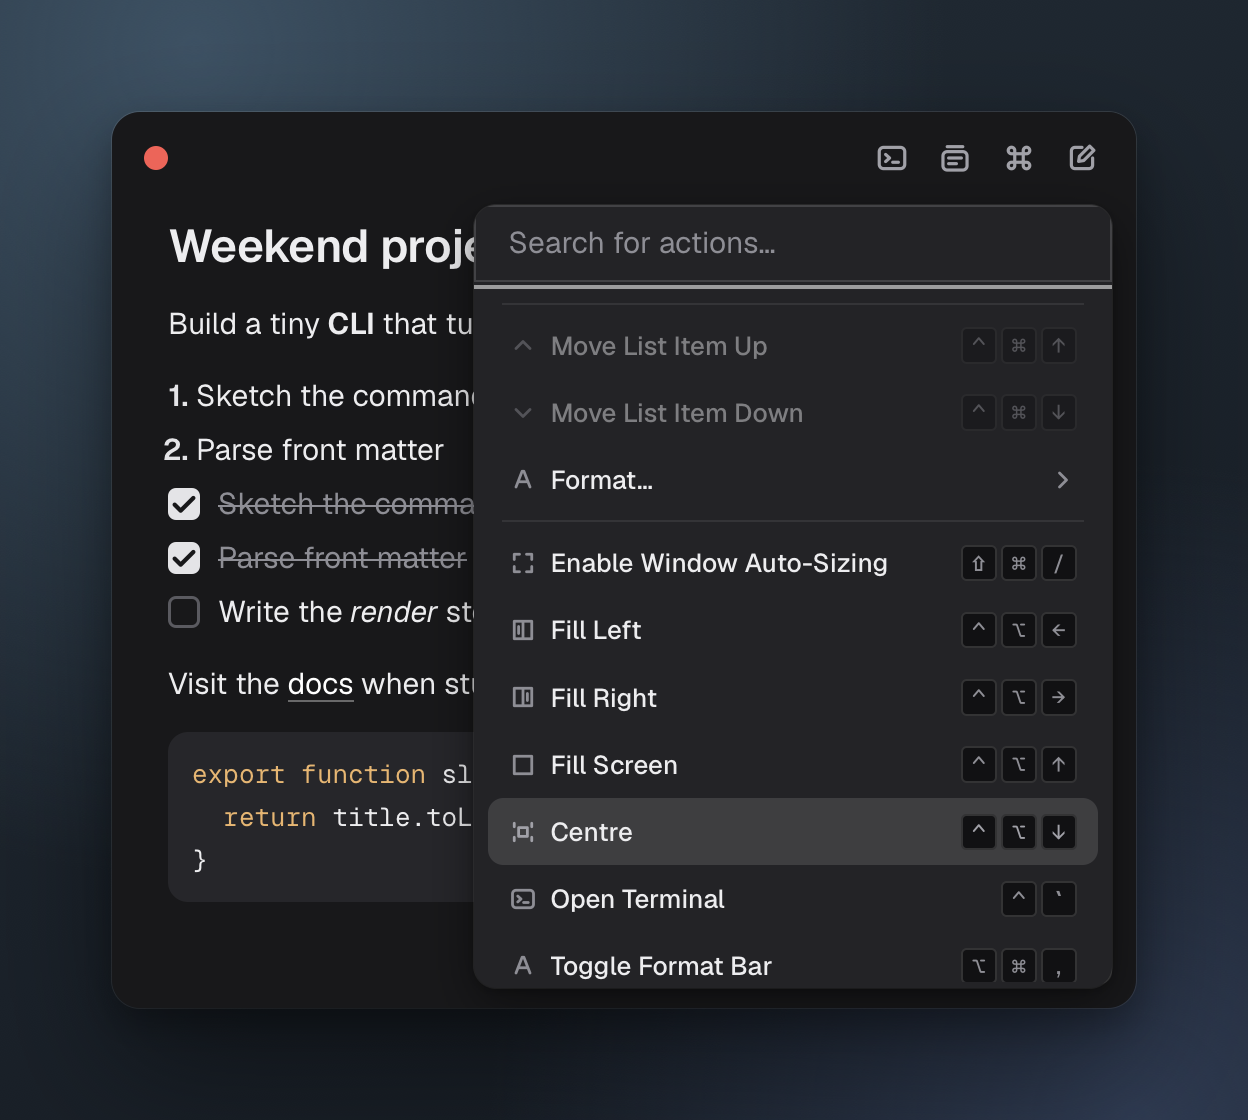 Weekend proje
Build a tiny CLI that tu
1. Sketch the command
2. Parse front matter
Sketch the comma
Parse front matter
Write the render ste
Visit the docs when stu
export function sl
return title.toL
}
Search for actions...
Move List Item Up ^ ⌘ ↑
Move List Item Down ^ ⌘ ↓
Format...
Enable Window Auto-Sizing ⇧ ⌘ /
Fill Left ^ ⌥ ←
Fill Right ^ ⌥ →
Fill Screen ^ ⌥ ↑
Centre ^ ⌥ ↓
Open Terminal ^ `
Toggle Format Bar ⌥ ⌘ ,